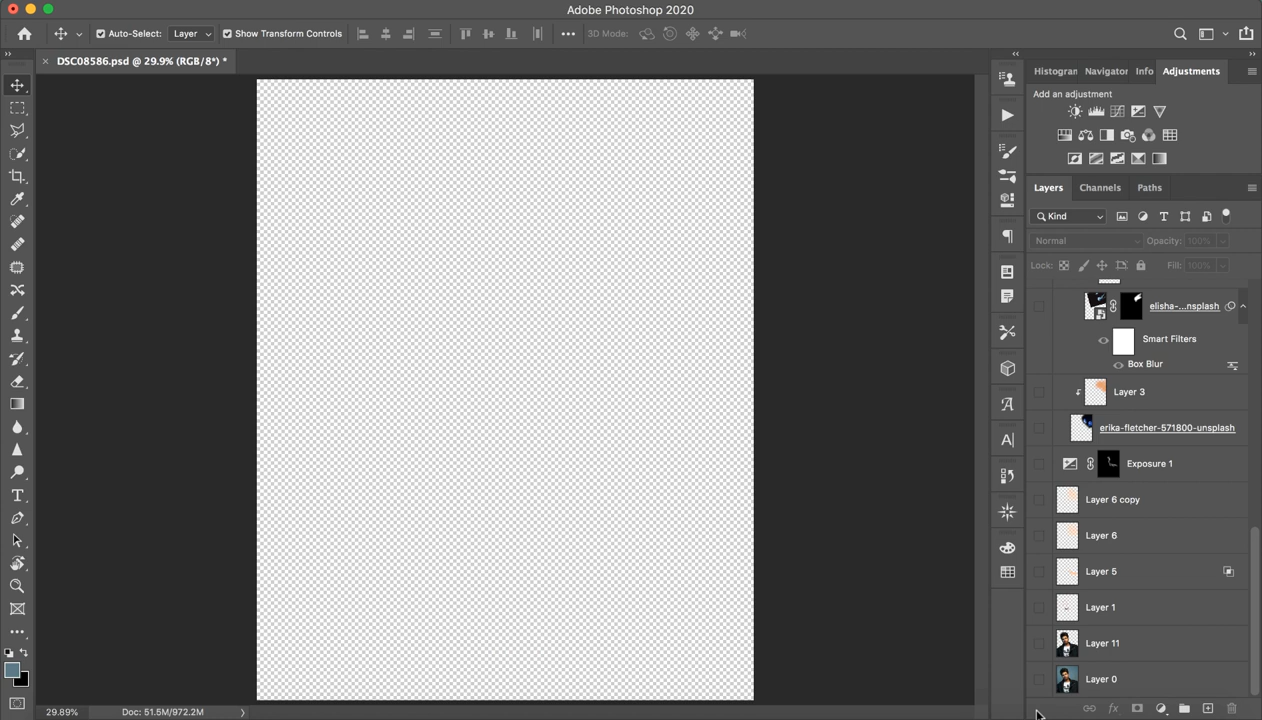 Adobe Photoshop 2020
Auto-Select: Layer Show Transform Controls 3D Mode:
DSC08586.psd @ 29.9% (RGB/8*) *
Histogran Navigator Info Adjustments
Add an adjustment
Layers Channels Paths
Kind
Normal Opacity: 100%
Lock: Fill: 100%
elisha-...nsplash
Smart Filters
Box Blur
Layer 3
erika-fletcher-571800-unsplash
Exposure 1
Layer 6 copy
Layer 6
Layer 5
Layer 1
Layer 11
Layer 0
29.89% Doc: 51.5M/972.2M